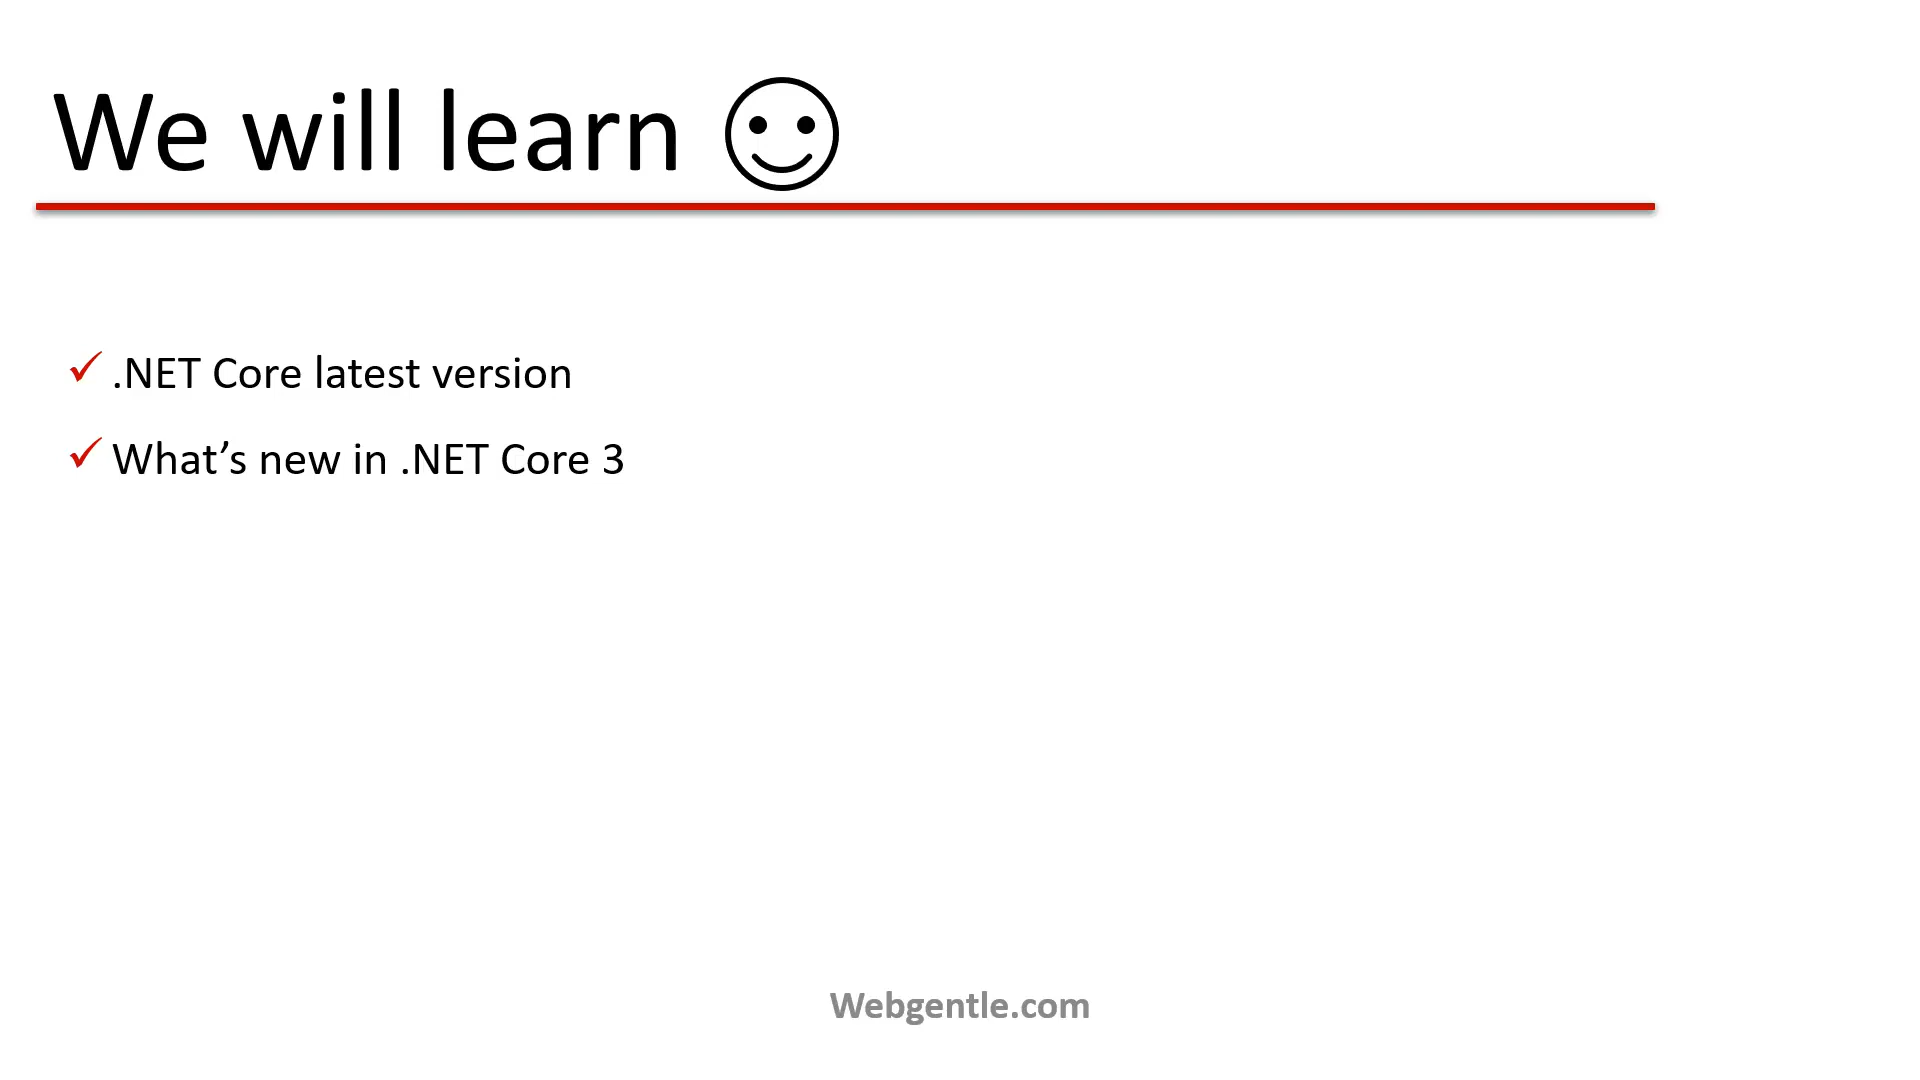 We will learn ☺
✓ .NET Core latest version
✓ What’s new in .NET Core 3
Webgentle.com